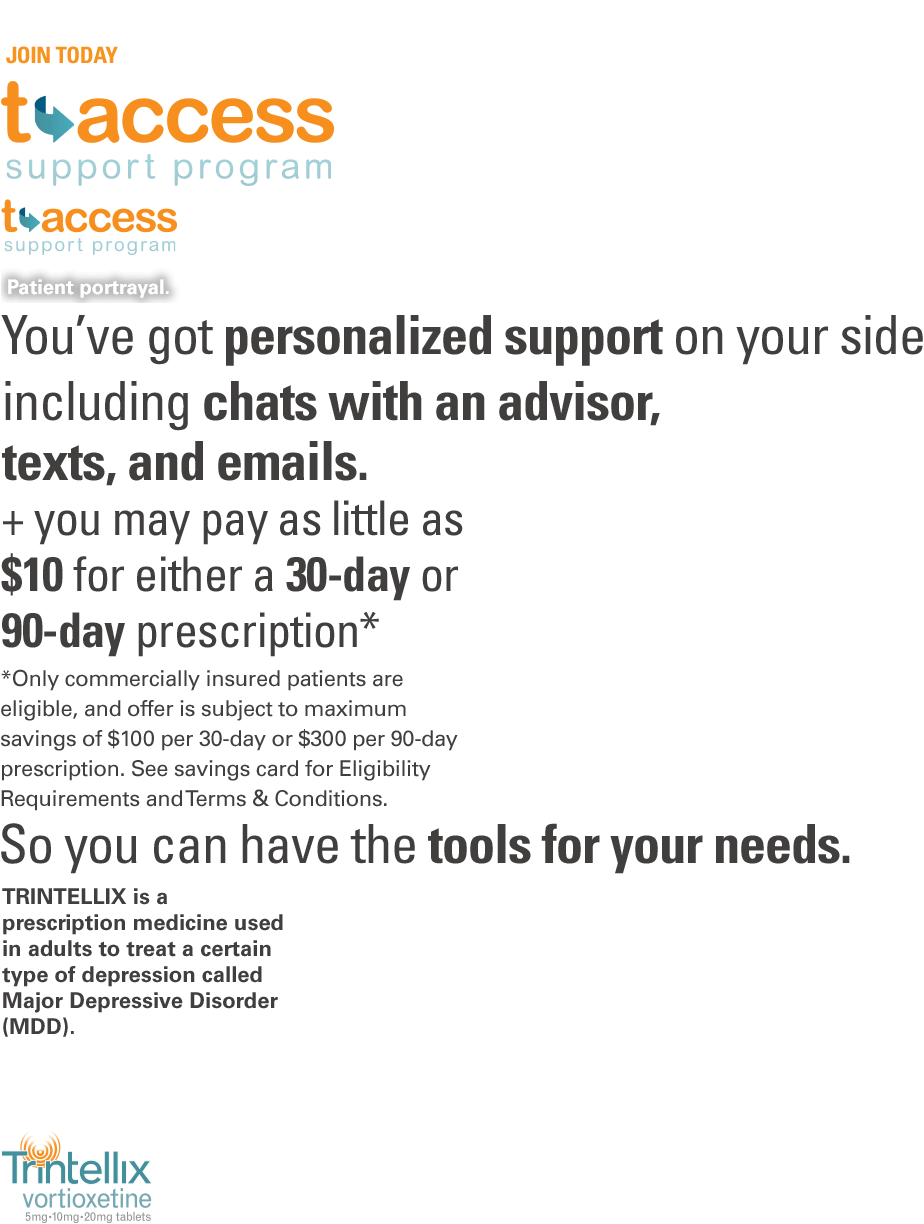 JOIN TODAY
t access
support program
t access
support program
Patient portrayal.
You’ve got personalized support on your side
including chats with an advisor,
texts, and emails.
+ you may pay as little as
$10 for either a 30-day or
90-day prescription*
*Only commercially insured patients are
eligible, and offer is subject to maximum
savings of $100 per 30-day or $300 per 90-day
prescription. See savings card for Eligibility
Requirements and Terms & Conditions.
So you can have the tools for your needs.
TRINTELLIX is a
prescription medicine used
in adults to treat a certain
type of depression called
Major Depressive Disorder
(MDD).
Trintellix
vortioxetine
5mg•10mg•20mg tablets